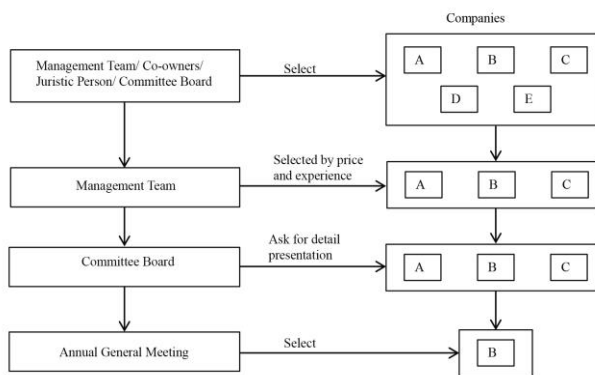 Companies
Management Team/ Co-owners/
Juristic Person/ Committee Board
Select
A
B
C
D
E
Management Team
Selected by price
and experience
A
B
C
Committee Board
Ask for detail
presentation
A
B
C
Annual General Meeting
Select
B